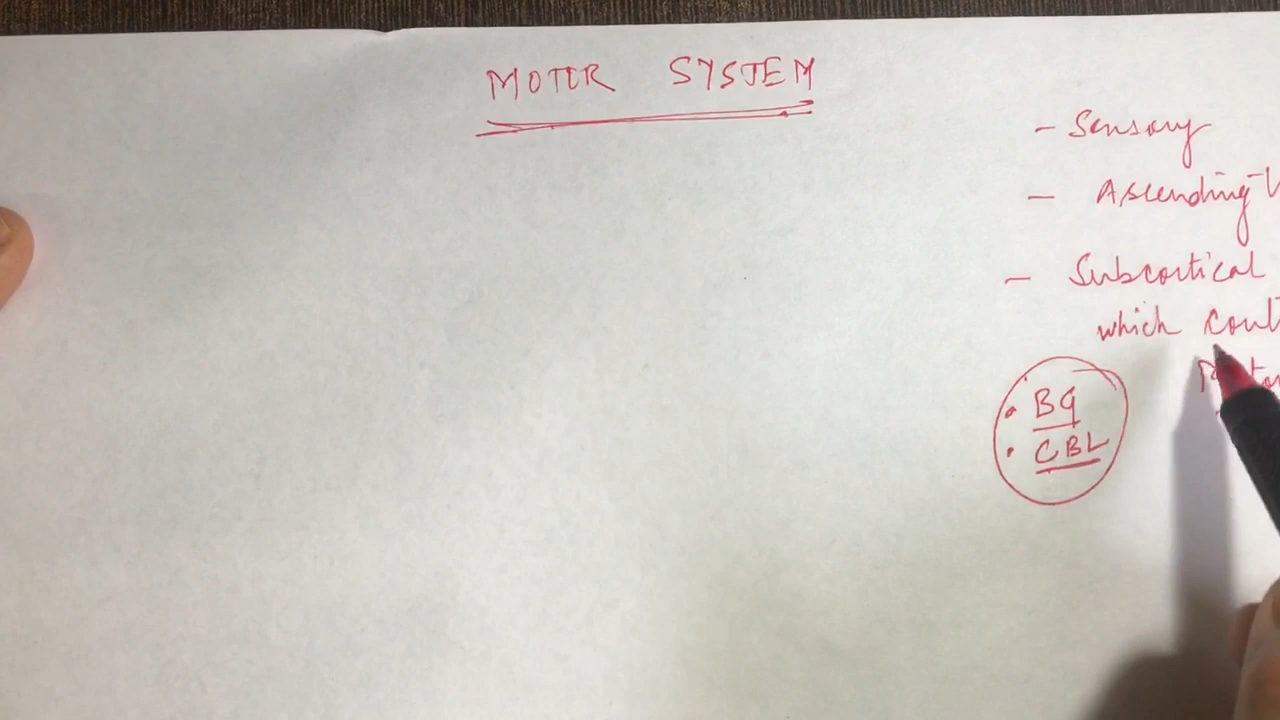 MOTOR SYSTEM
- Sensory
- Ascending
- Subcortical
which
• BG
• CBL